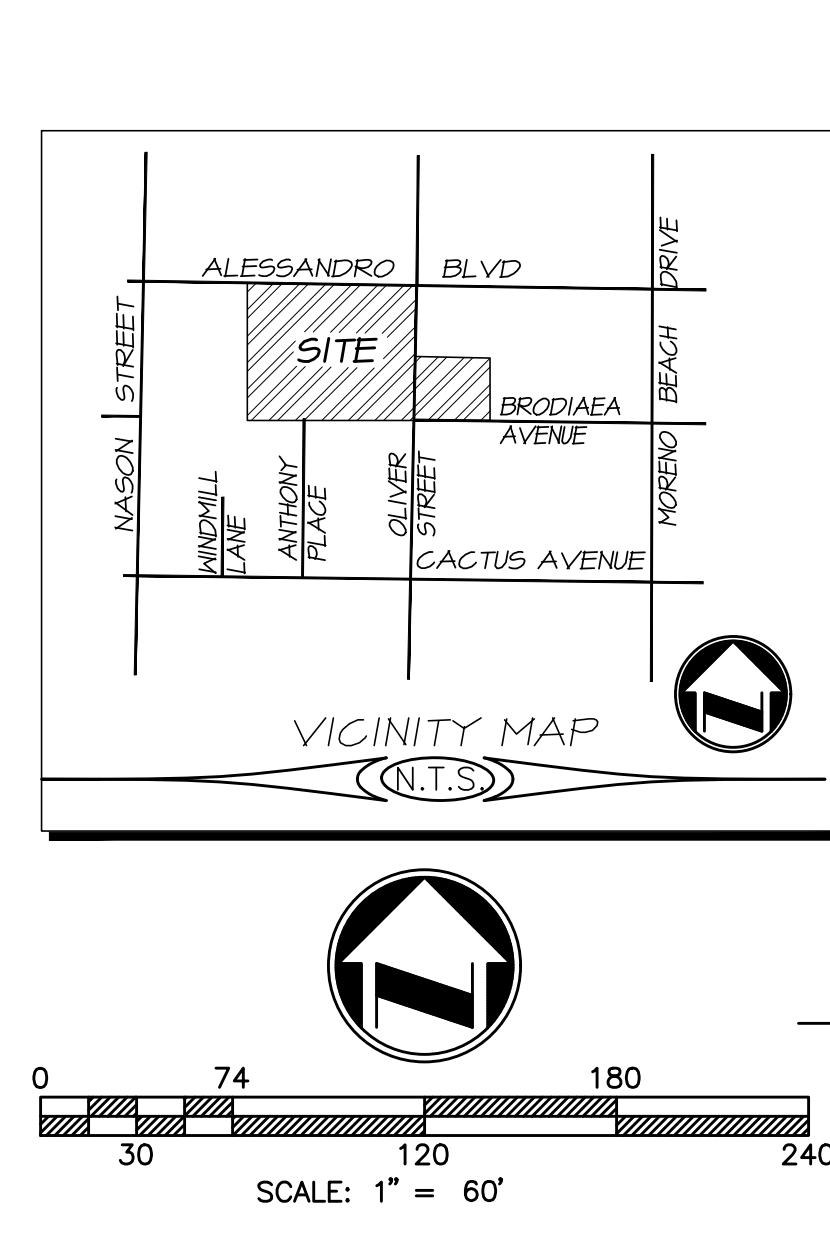 ALESSANDRO BLVD
NASON STREET
SITE
MORENO BEACH DRIVE
BRODIAEA
AVENUE
WINDMILL
LANE
ANTHONY
PLACE
OLIVER
STREET
CACTUS AVENUE
N
VICINITY MAP
N.T.S.
N
0 74 180
30 120 240
SCALE: 1" = 60'